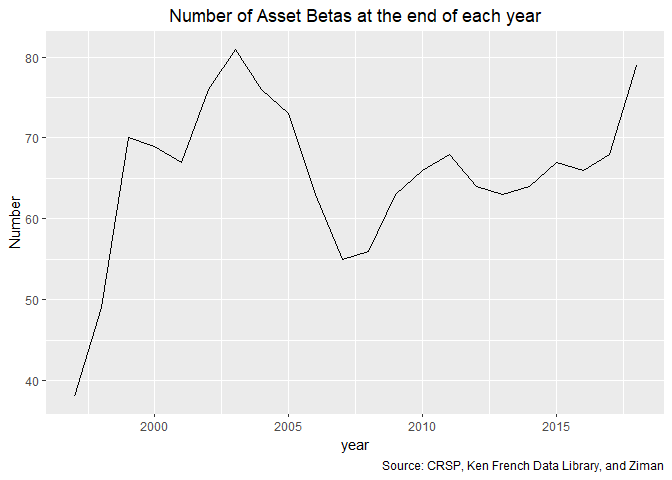 Number of Asset Betas at the end of each year
80
70
60
50
40
Number
2000 2005 2010 2015
year
Source: CRSP, Ken French Data Library, and Ziman